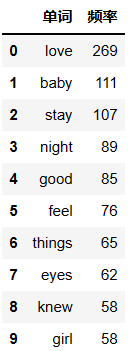 单词 频率
0 love 269
1 baby 111
2 stay 107
3 night 89
4 good 85
5 feel 76
6 things 65
7 eyes 62
8 knew 58
9 girl 58